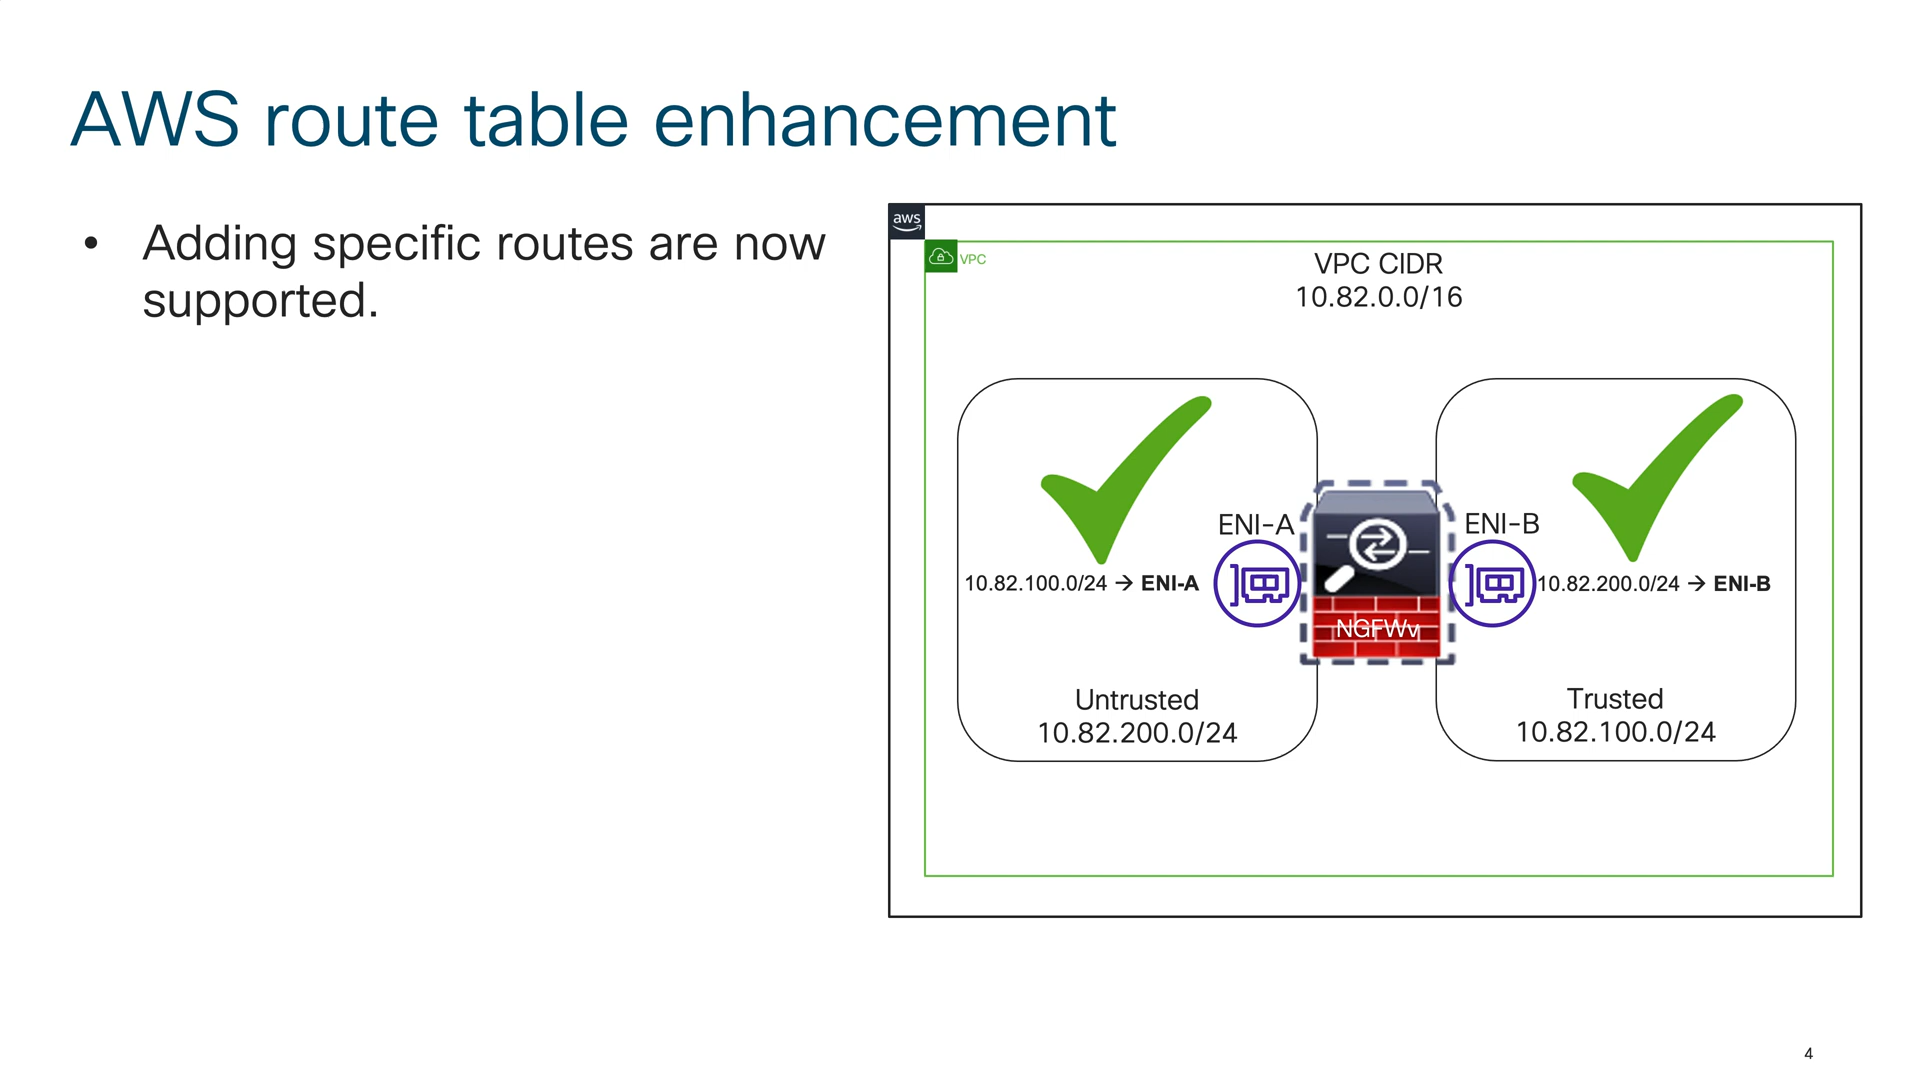 AWS route table enhancement
• Adding specific routes are now
supported.
aws
VPC
VPC CIDR
10.82.0.0/16
ENI-A
10.82.100.0/24 → ENI-A
Untrusted
10.82.200.0/24
NGFWv
ENI-B
10.82.200.0/24 → ENI-B
Trusted
10.82.100.0/24
4